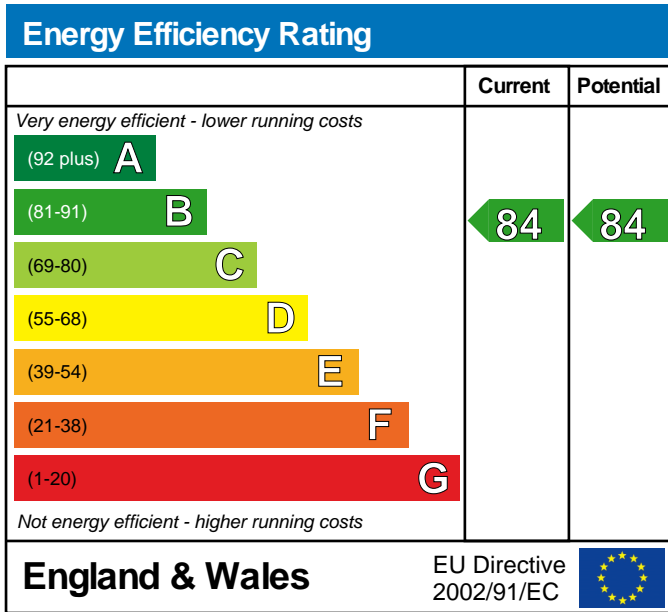 Energy Efficiency Rating
Current Potential
Very energy efficient - lower running costs
(92 plus) A
(81-91) B
84 84
(69-80) C
(55-68) D
(39-54) E
(21-38) F
(1-20) G
Not energy efficient - higher running costs
England & Wales
EU Directive
2002/91/EC